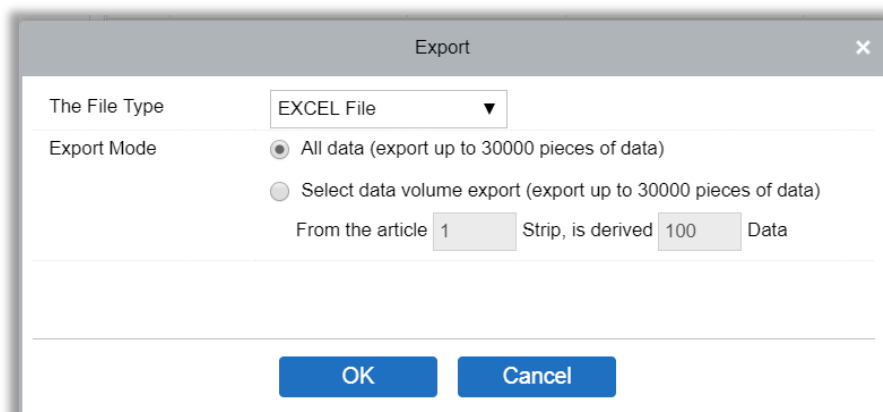 Export ×
The File Type EXCEL File ▼
Export Mode All data (export up to 30000 pieces of data)
Select data volume export (export up to 30000 pieces of data)
From the article 1 Strip, is derived 100 Data
OK Cancel